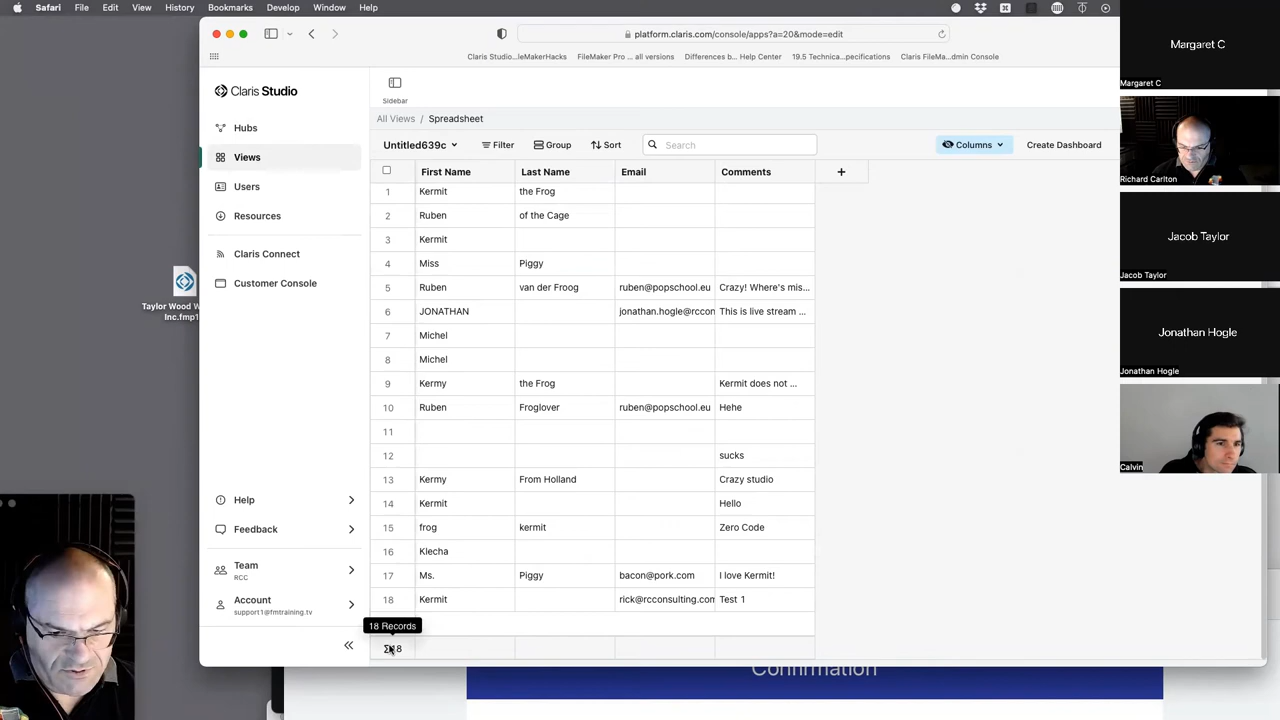 Safari File Edit View History Bookmarks Develop Window Help
platform.claris.com/console/apps?a=20&mode=edit
Claris Studio...leMakerHacks FileMaker Pro ... all versions Differences b... Help Center 19.5 Technica...pecifications Claris FileMa...dmin Console
Claris Studio
Hubs
Views
Users
Resources
Claris Connect
Customer Console
Help
Feedback
Team
RCC
Account
support1@fmtraining.tv
Taylor Wood W
Inc.fmp1
Sidebar
All Views / Spreadsheet
Untitled639c Filter Group Sort Search Columns Create Dashboard
First Name Last Name Email Comments +
1 Kermit the Frog
2 Ruben of the Cage
3 Kermit
4 Miss Piggy
5 Ruben van der Froog ruben@popschool.eu Crazy! Where's mis...
6 JONATHAN jonathan.hogle@rccon This is live stream ...
7 Michel
8 Michel
9 Kermy the Frog Kermit does not ...
10 Ruben Froglover ruben@popschool.eu Hehe
11
12 sucks
13 Kermy From Holland Crazy studio
14 Kermit Hello
15 frog kermit Zero Code
16 Klecha
17 Ms. Piggy bacon@pork.com I love Kermit!
18 Kermit rick@rcconsulting.com Test 1
18 Records
Σ18
Confirmation
Margaret C
Margaret C
Richard Carlton
Jacob Taylor
Jacob Taylor
Jonathan Hogle
Jonathan Hogle
Calvin